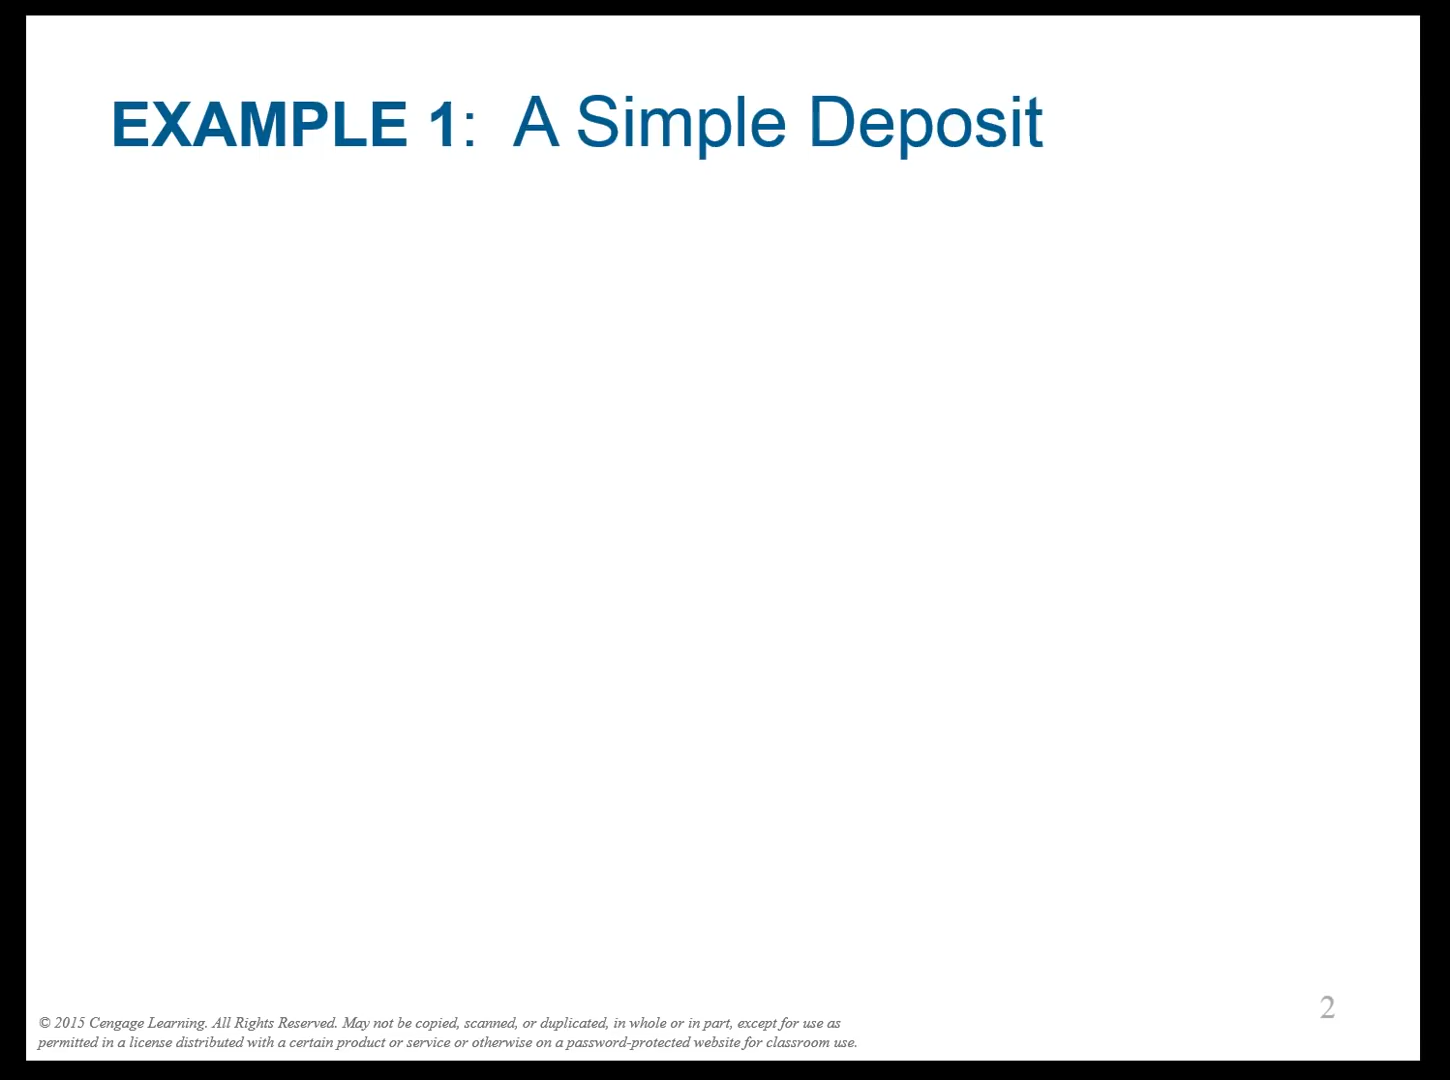 EXAMPLE 1: A Simple Deposit
2
© 2015 Cengage Learning. All Rights Reserved. May not be copied, scanned, or duplicated, in whole or in part, except for use as
permitted in a license distributed with a certain product or service or otherwise on a password-protected website for classroom use.